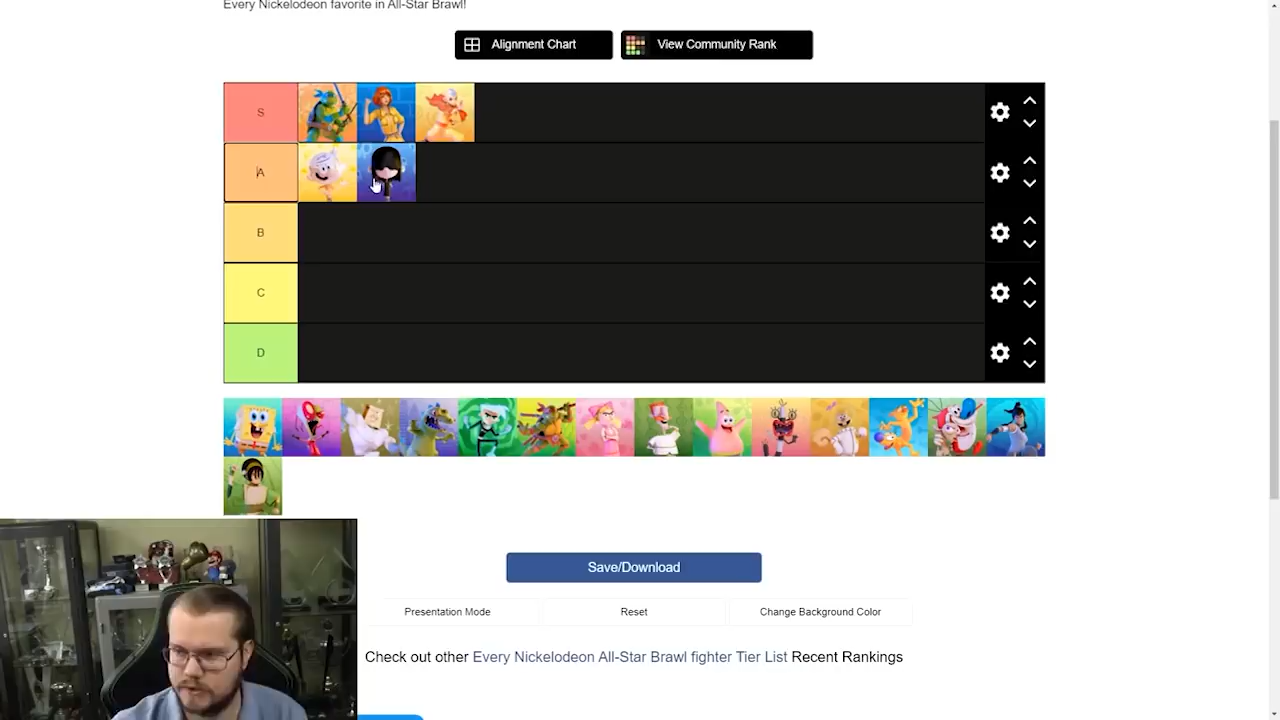 Every Nickelodeon favorite in All-Star Brawl!
Alignment Chart
View Community Rank
S
A
B
C
D
Save/Download
Presentation Mode
Reset
Change Background Color
Check out other Every Nickelodeon All-Star Brawl fighter Tier List Recent Rankings